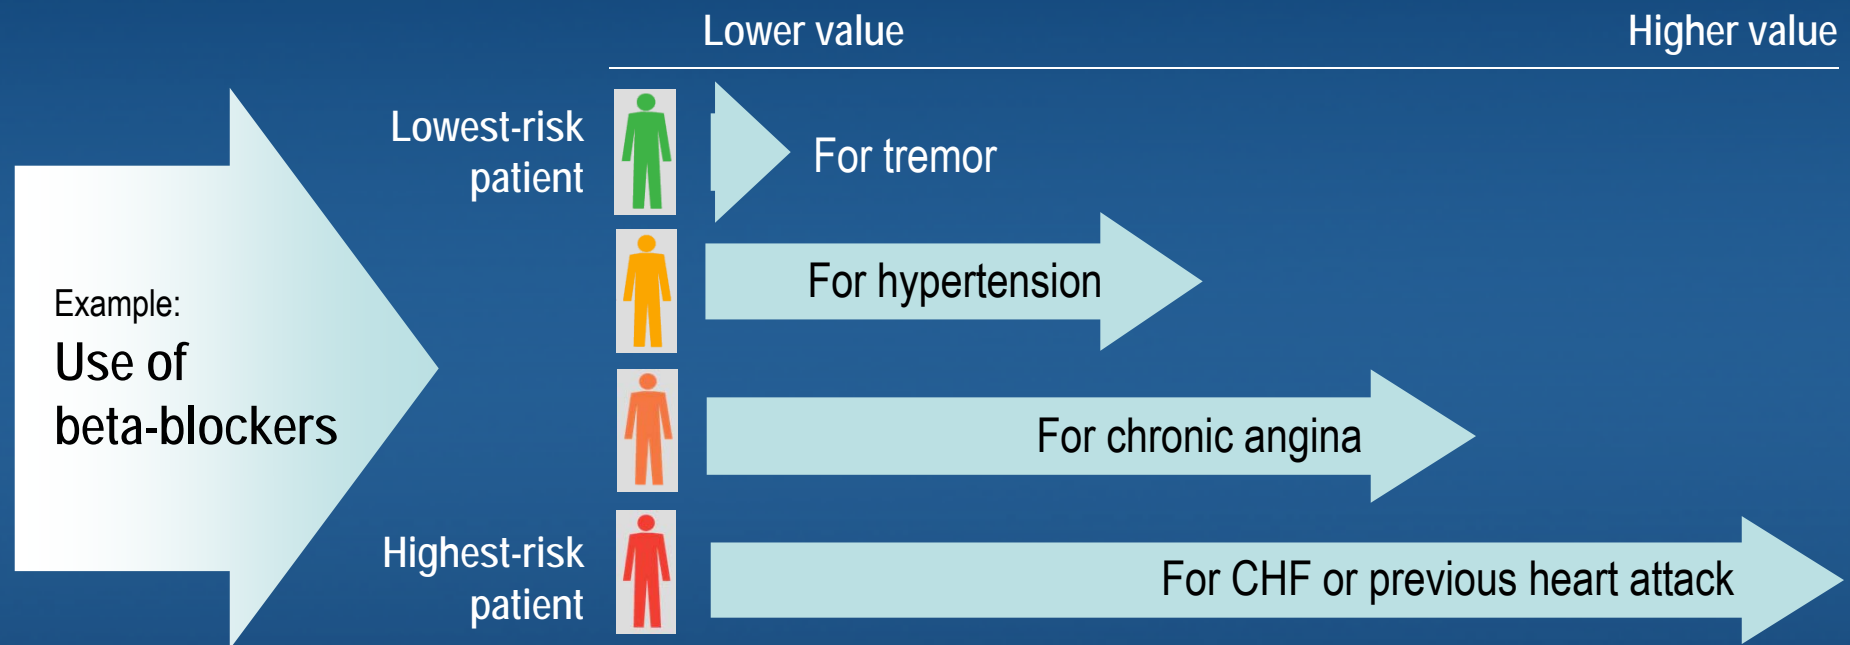 Lower value
Higher value
Lowest-risk
patient
For tremor
For hypertension
Example:
Use of
beta-blockers
For chronic angina
Highest-risk
patient
For CHF or previous heart attack